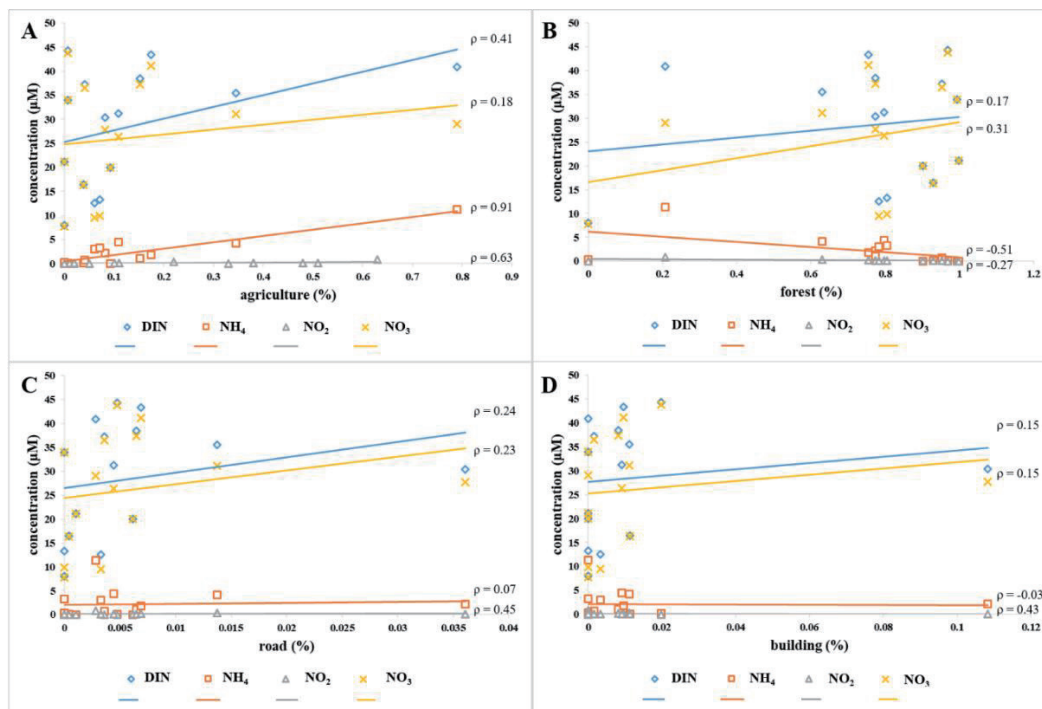 A
concentration (µM)
50
45
40
35
30
25
20
15
10
5
0
0 0.1 0.2 0.3 0.4 0.5 0.6 0.7 0.8 0.9
agriculture (%)
ρ = 0.41
ρ = 0.18
ρ = 0.91
ρ = 0.63
DIN NH₄ NO₂ NO₃
B
concentration (µM)
50
45
40
35
30
25
20
15
10
5
0
0 0.2 0.4 0.6 0.8 1 1.2
forest (%)
ρ = 0.17
ρ = 0.31
ρ = -0.51
ρ = -0.27
DIN NH₄ NO₂ NO₃
C
concentration (µM)
50
45
40
35
30
25
20
15
10
5
0
0 0.005 0.01 0.015 0.02 0.025 0.03 0.035 0.04
road (%)
ρ = 0.24
ρ = 0.23
ρ = 0.07
ρ = 0.45
DIN NH₄ NO₂ NO₃
D
concentration (µM)
50
45
40
35
30
25
20
15
10
5
0
0 0.02 0.04 0.06 0.08 0.1 0.12
building (%)
ρ = 0.15
ρ = 0.15
ρ = -0.03
ρ = 0.43
DIN NH₄ NO₂ NO₃